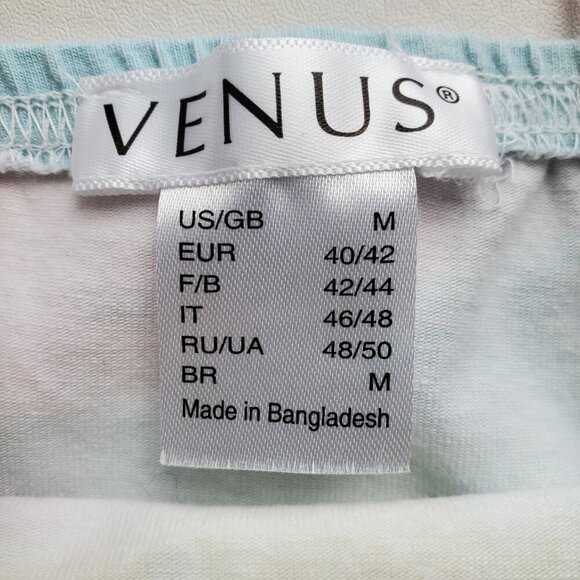 VENUS®
US/GB M
EUR 40/42
F/B 42/44
IT 46/48
RU/UA 48/50
BR M
Made in Bangladesh